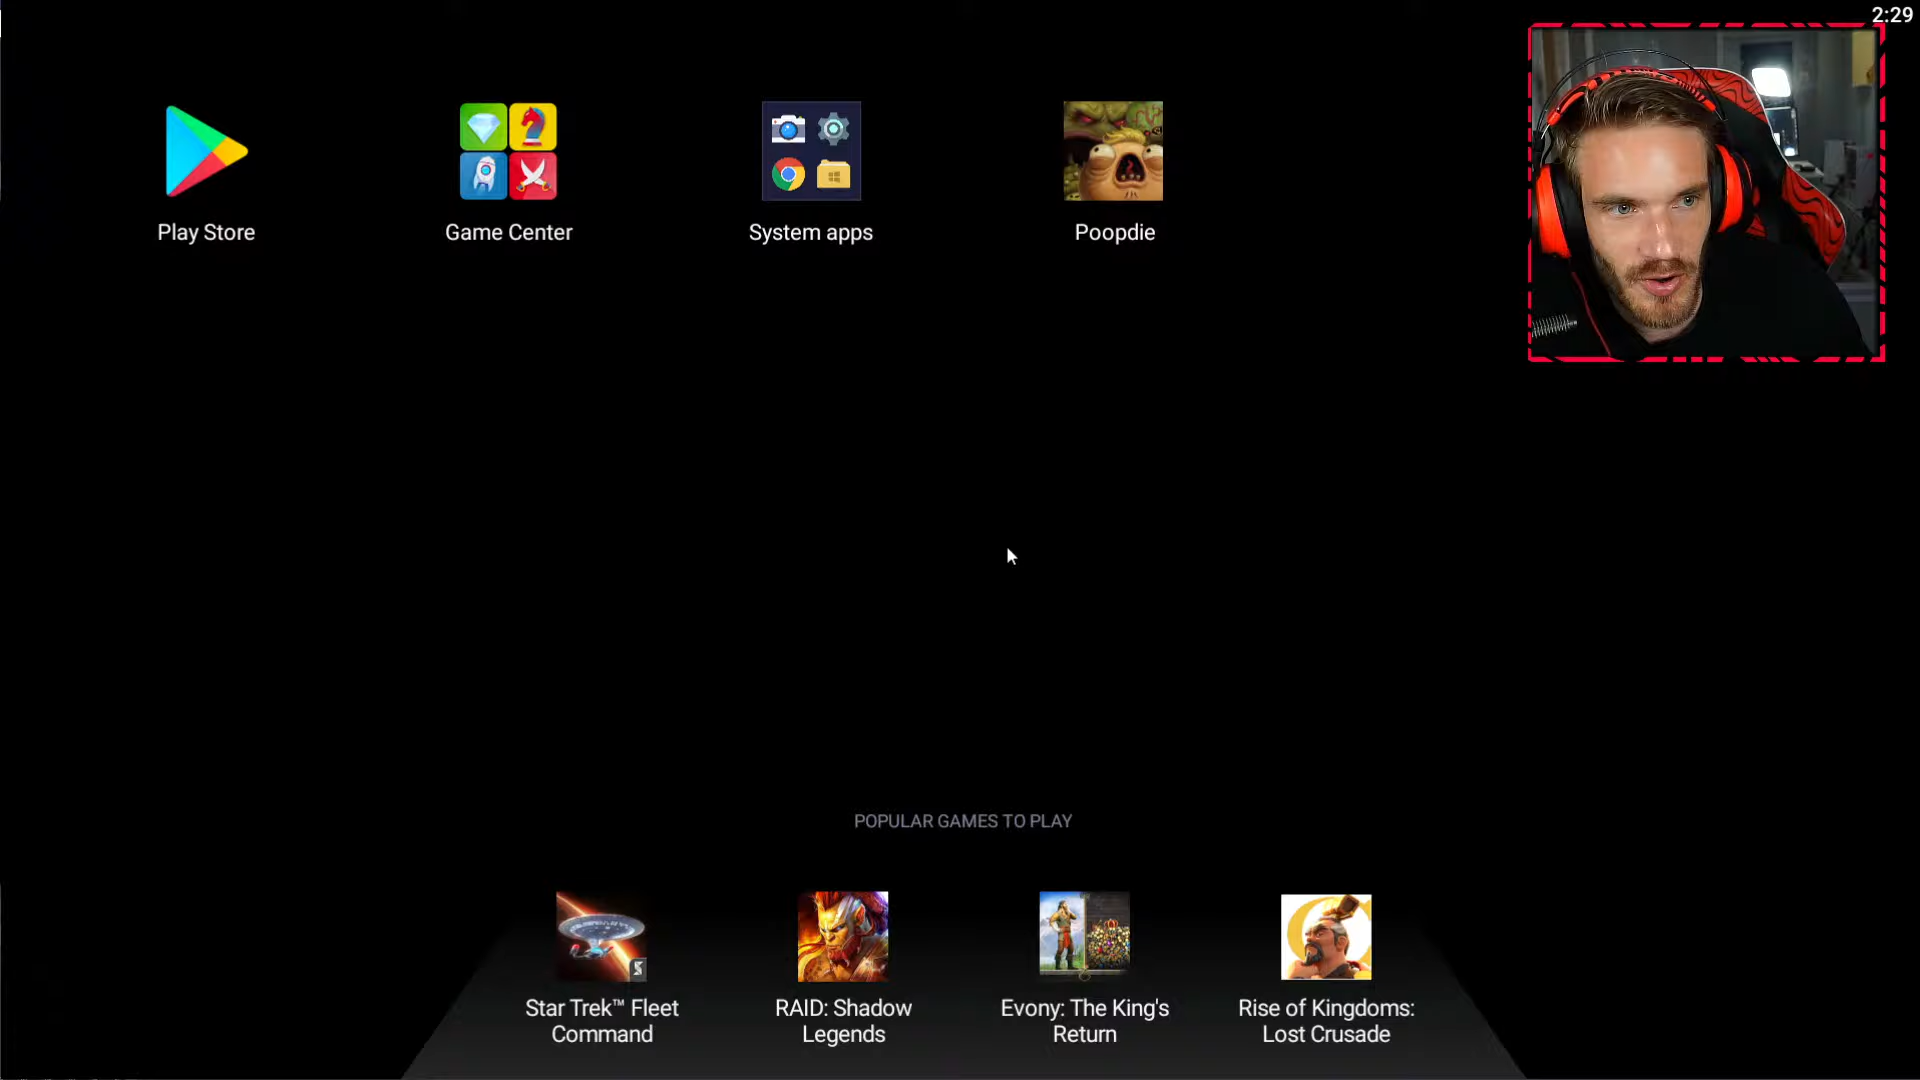 2:29
Play Store
Game Center
System apps
Poopdie
POPULAR GAMES TO PLAY
Star Trek™ Fleet
Command
RAID: Shadow
Legends
Evony: The King's
Return
Rise of Kingdoms:
Lost Crusade